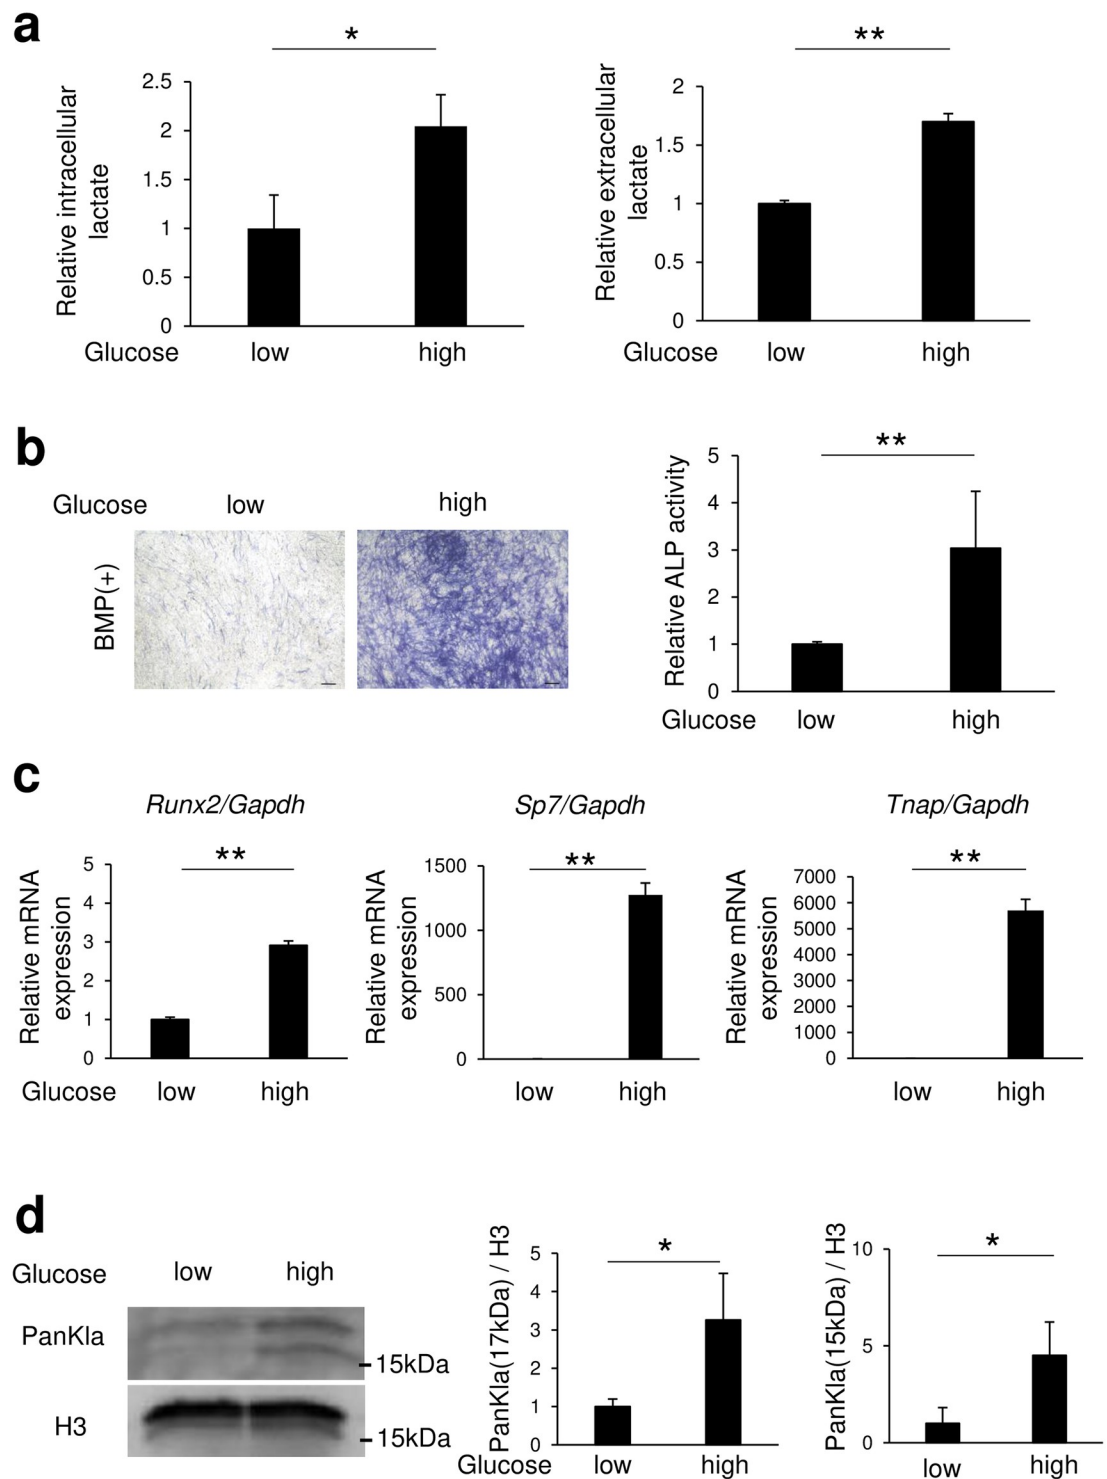 a
*
**
Relative intracellular
lactate
2.5
2
1.5
1
0.5
0
Glucose
low
high
Relative extracellular
lactate
2
1.5
1
0.5
0
Glucose
low
high
b
Glucose
low
high
BMP(+)
**
Relative ALP activity
5
4
3
2
1
0
Glucose
low
high
c
Runx2/Gapdh
**
Relative mRNA
expression
5
4
3
2
1
0
Glucose
low
high
Sp7/Gapdh
**
Relative mRNA
expression
1500
1000
500
0
low
high
Tnap/Gapdh
**
Relative mRNA
expression
7000
6000
5000
4000
3000
2000
1000
0
low
high
d
Glucose
low
high
PanKla
15kDa
H3
15kDa
*
PanKla(17kDa) / H3
5
4
3
2
1
0
Glucose
low
high
*
PanKla(15kDa) / H3
10
5
0
low
high